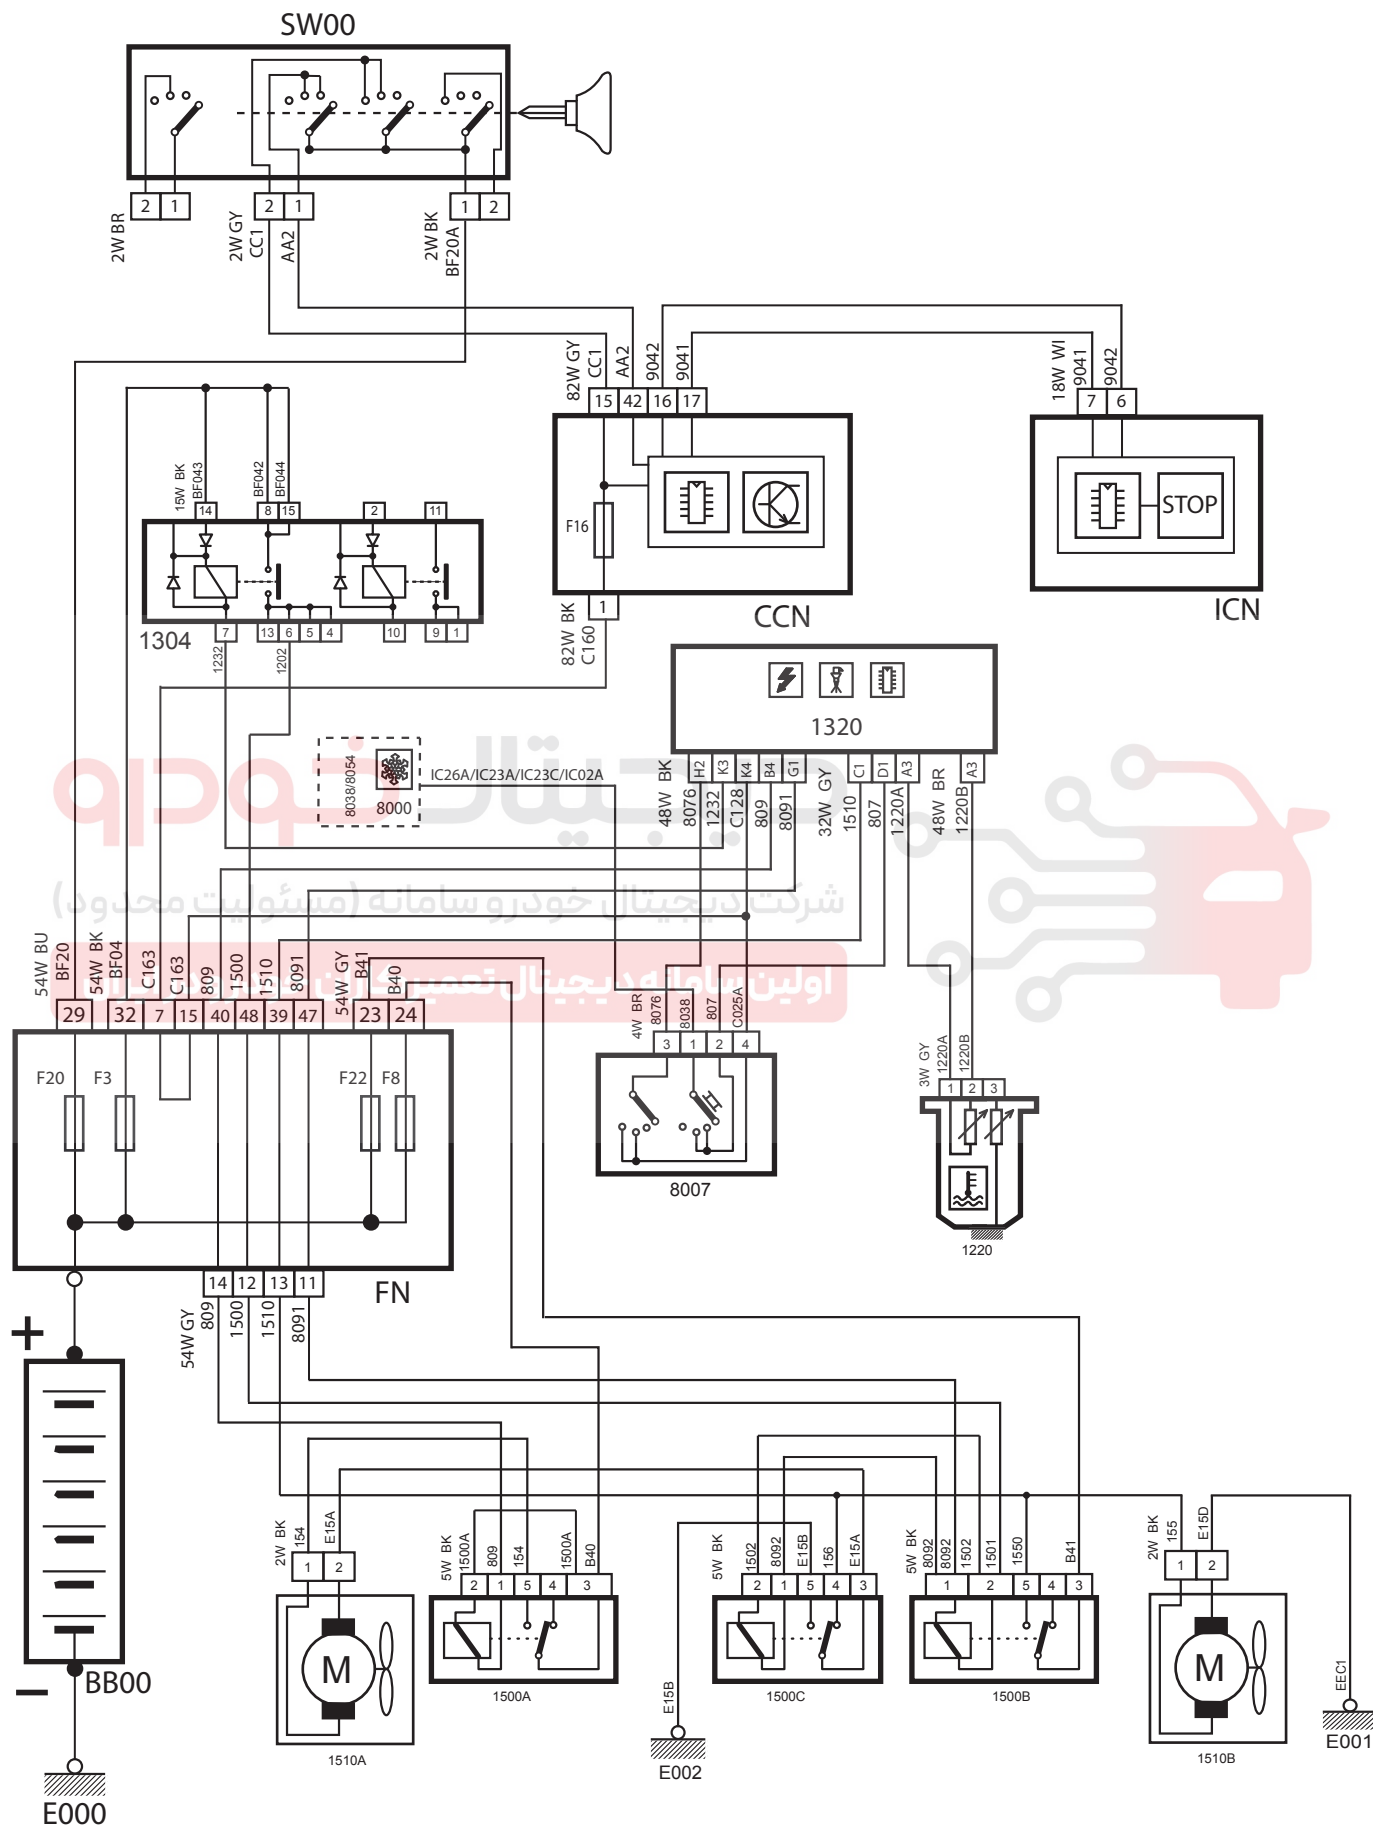 SW00
2 1 2 1 1 2
2W BR
2W GY
CC1
AA2
2W BK
BF20A
82W GY
CC1
AA2
9042
9041
15 42 16 17
18W WI
9041
9042
7 6
F16
STOP
1
82W BK
C160
CCN
ICN
15W BK
BF043
BF042
BF044
14 8 15 2 11
1304
7 13 6 5 4 10 9 1
1232
1202
1320
H2 K3 K4 B4 G1 C1 D1 A3 A3
48W BK
8076
1232
C128
809
8091
32W GY
1510
807
1220A
48W BR
1220B
8038/8054
8000
IC26A/IC23A/IC23C/IC02A
دیجیتال خودرو
شرکت دیجیتال خودرو سامانه (مسئولیت محدود)
اولین سامانه دیجیتال تعمیرکاران خودرو در ایران
54W BU
BF20
54W BK
BF04
C163
C163
809
1500
1510
8091
54W GY
B41
B40
29 32 7 15 40 48 39 47 23 24
F20 F3 F22 F8
4W BR
8076
8038
807
C025A
3 1 2 4
8007
3W GY
1220A
1220B
1 2 3
1220
14 12 13 11
FN
54W GY
809
1500
1510
8091
+
−
BB00
E000
2W BK
154
E15A
1 2
M
1510A
5W BK
1500A
809
154
1500A
B40
2 1 5 4 3
1500A
E15B
E002
5W BK
1502
8092
E15B
156
E15A
2 1 5 4 3
1500C
5W BK
8092
8092
1502
1501
1550
B41
1 2 5 4 3
1500B
2W BK
155
E15D
1 2
M
1510B
EEC1
E001